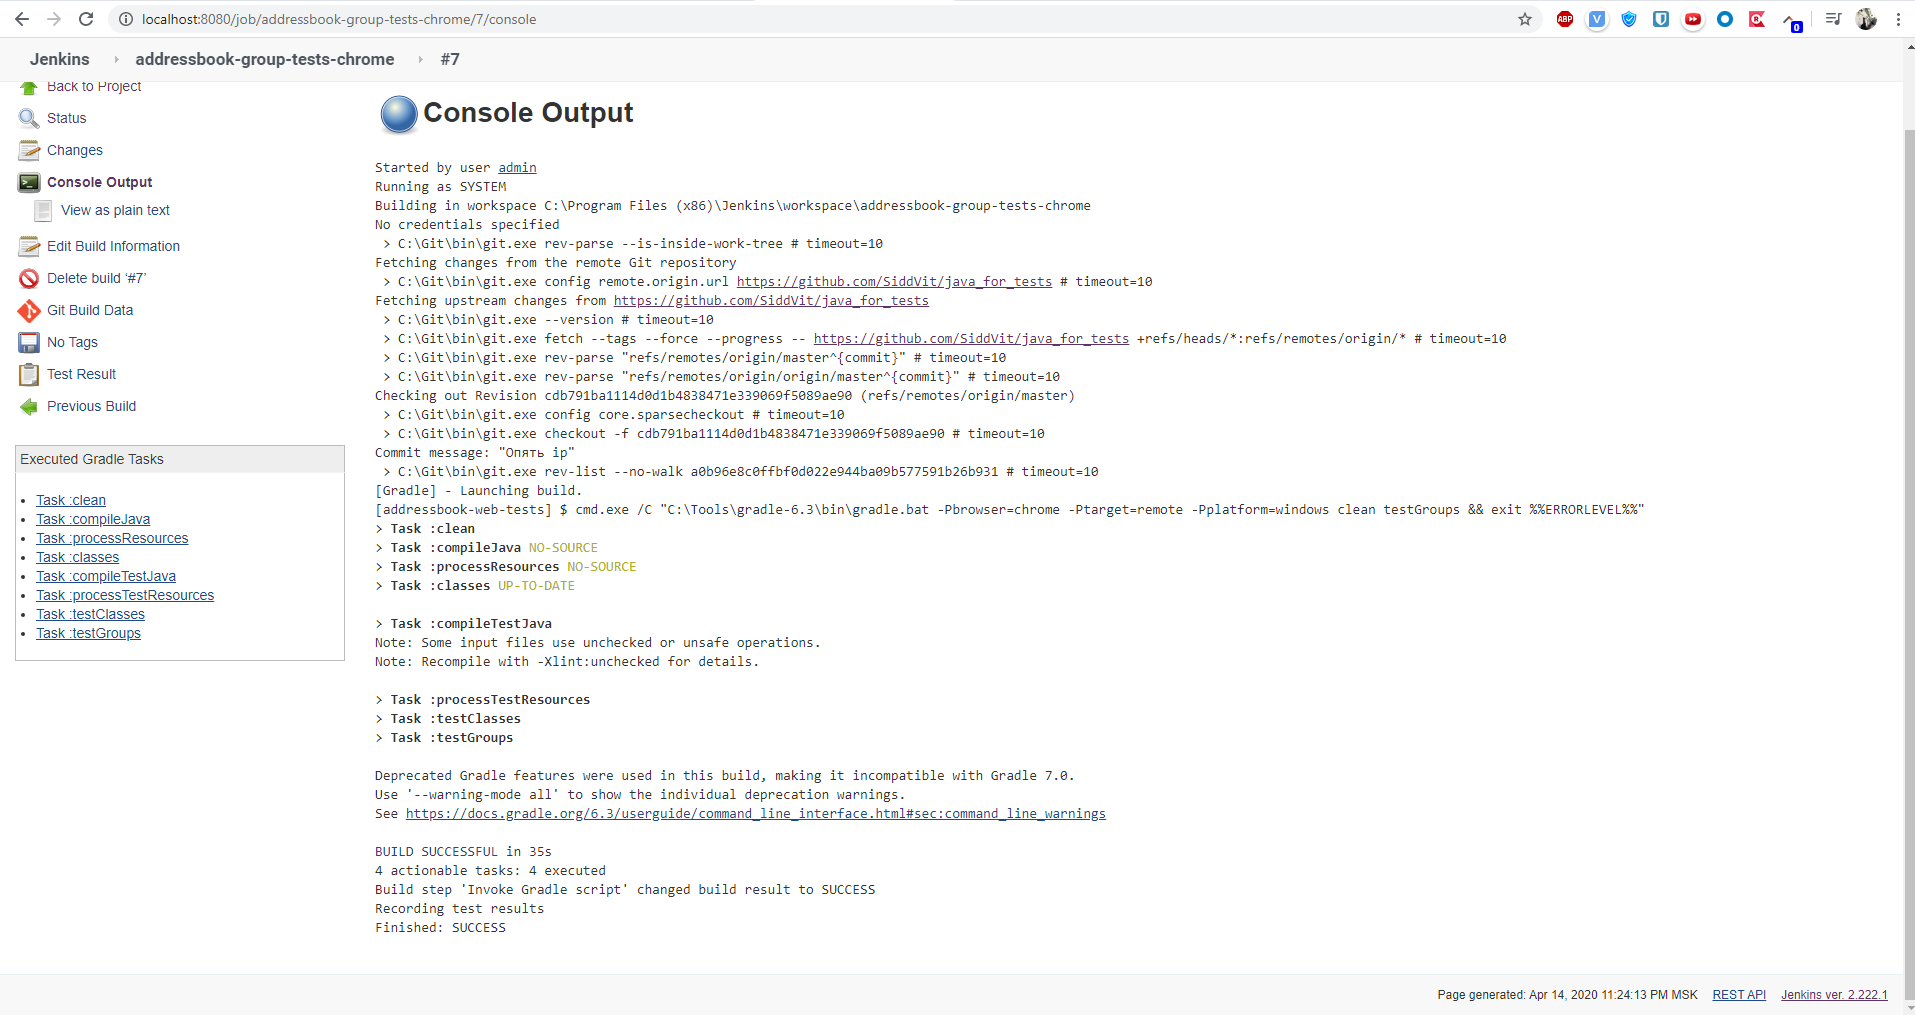 localhost:8080/job/addressbook-group-tests-chrome/7/console
ABP
V
0
Jenkins
addressbook-group-tests-chrome
#7
Back to Project
Status
Changes
Console Output
View as plain text
Edit Build Information
Delete build ‘#7’
Git Build Data
No Tags
Test Result
Previous Build
Executed Gradle Tasks
Task :clean
Task :compileJava
Task :processResources
Task :classes
Task :compileTestJava
Task :processTestResources
Task :testClasses
Task :testGroups
Console Output
Started by user admin
Running as SYSTEM
Building in workspace C:\Program Files (x86)\Jenkins\workspace\addressbook-group-tests-chrome
No credentials specified
> C:\Git\bin\git.exe rev-parse --is-inside-work-tree # timeout=10
Fetching changes from the remote Git repository
> C:\Git\bin\git.exe config remote.origin.url https://github.com/SiddVit/java_for_tests # timeout=10
Fetching upstream changes from https://github.com/SiddVit/java_for_tests
> C:\Git\bin\git.exe --version # timeout=10
> C:\Git\bin\git.exe fetch --tags --force --progress -- https://github.com/SiddVit/java_for_tests +refs/heads/*:refs/remotes/origin/* # timeout=10
> C:\Git\bin\git.exe rev-parse "refs/remotes/origin/master^{commit}" # timeout=10
> C:\Git\bin\git.exe rev-parse "refs/remotes/origin/origin/master^{commit}" # timeout=10
Checking out Revision cdb791ba1114d0d1b4838471e339069f5089ae90 (refs/remotes/origin/master)
> C:\Git\bin\git.exe config core.sparsecheckout # timeout=10
> C:\Git\bin\git.exe checkout -f cdb791ba1114d0d1b4838471e339069f5089ae90 # timeout=10
Commit message: "Опять ip"
> C:\Git\bin\git.exe rev-list --no-walk a0b96e8c0ffbf0d022e944ba09b577591b26b931 # timeout=10
[Gradle] - Launching build.
[addressbook-web-tests] $ cmd.exe /C "C:\Tools\gradle-6.3\bin\gradle.bat -Pbrowser=chrome -Ptarget=remote -Pplatform=windows clean testGroups && exit %%ERRORLEVEL%%"
> Task :clean
> Task :compileJava NO-SOURCE
> Task :processResources NO-SOURCE
> Task :classes UP-TO-DATE
> Task :compileTestJava
Note: Some input files use unchecked or unsafe operations.
Note: Recompile with -Xlint:unchecked for details.
> Task :processTestResources
> Task :testClasses
> Task :testGroups
Deprecated Gradle features were used in this build, making it incompatible with Gradle 7.0.
Use '--warning-mode all' to show the individual deprecation warnings.
See https://docs.gradle.org/6.3/userguide/command_line_interface.html#sec:command_line_warnings
BUILD SUCCESSFUL in 35s
4 actionable tasks: 4 executed
Build step 'Invoke Gradle script' changed build result to SUCCESS
Recording test results
Finished: SUCCESS
Page generated: Apr 14, 2020 11:24:13 PM MSK
REST API
Jenkins ver. 2.222.1